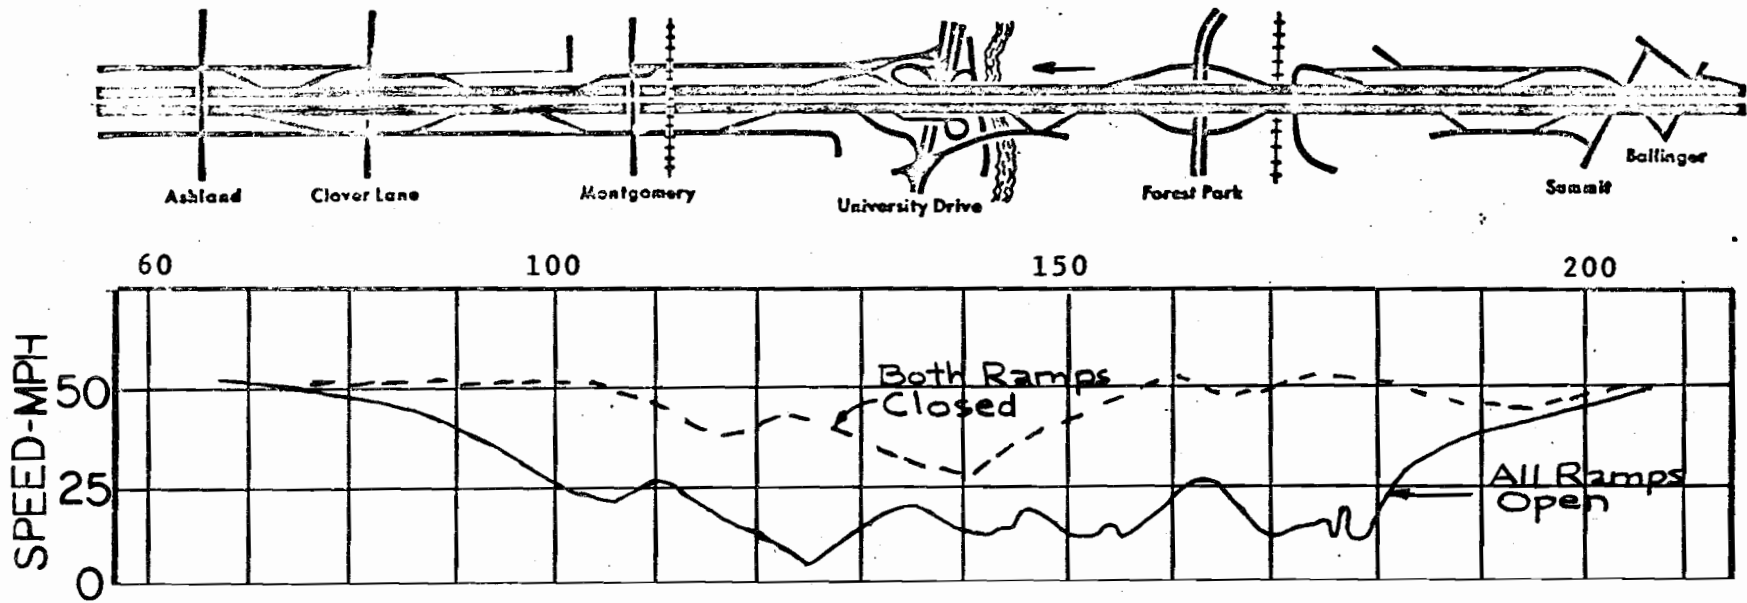 Ashland
Clover Lane
Montgomery
University Drive
Forest Park
Summit
Ballinger
60 100 150 200
SPEED-MPH
50
25
0
Both Ramps
Closed
All Ramps
Open